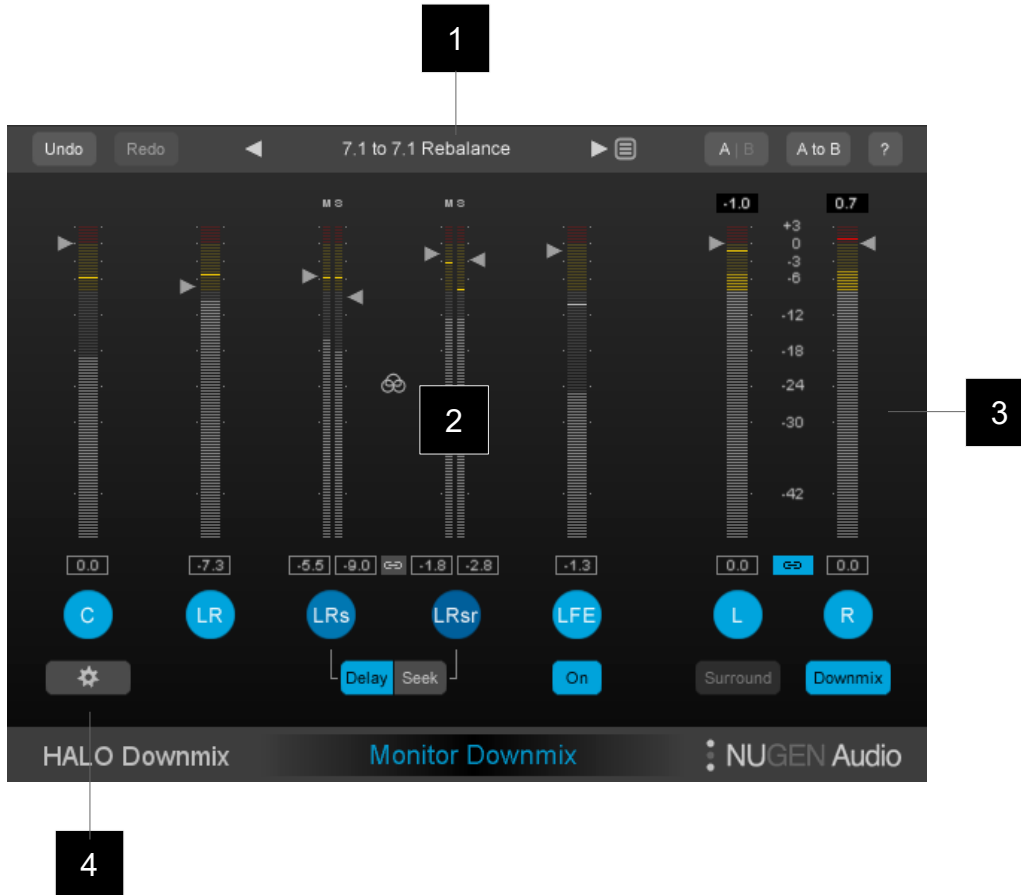 1
Undo Redo 7.1 to 7.1 Rebalance A | B A to B ?
M S M S -1.0 0.7
+3
0
-3
-6
-12
-18
-24
2
3
-30
-42
0.0 -7.3 -5.5 -9.0 -1.8 -2.8 -1.3 0.0 0.0
C LR LRs LRsr LFE L R
Delay Seek On Surround Downmix
HALO Downmix Monitor Downmix NUGEN Audio
4